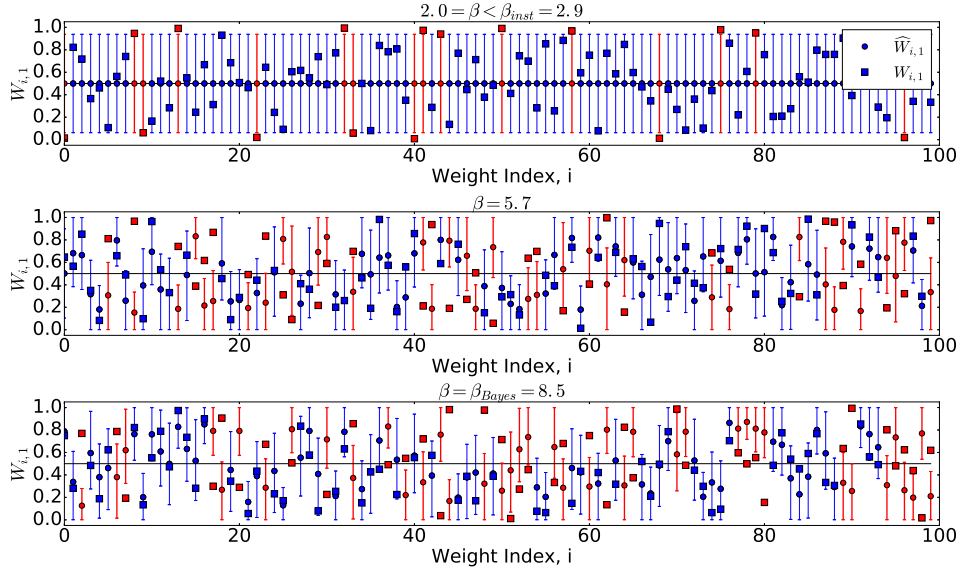 2.0 = β < β_inst = 2.9
1.0
0.8
0.6
0.4
0.2
0.0
W_{i,1}
Ŵ_{i,1}
W_{i,1}
0 20 40 60 80 100
Weight Index, i
β = 5.7
1.0
0.8
0.6
0.4
0.2
0.0
W_{i,1}
0 20 40 60 80 100
Weight Index, i
β = β_Bayes = 8.5
1.0
0.8
0.6
0.4
0.2
0.0
W_{i,1}
0 20 40 60 80 100
Weight Index, i